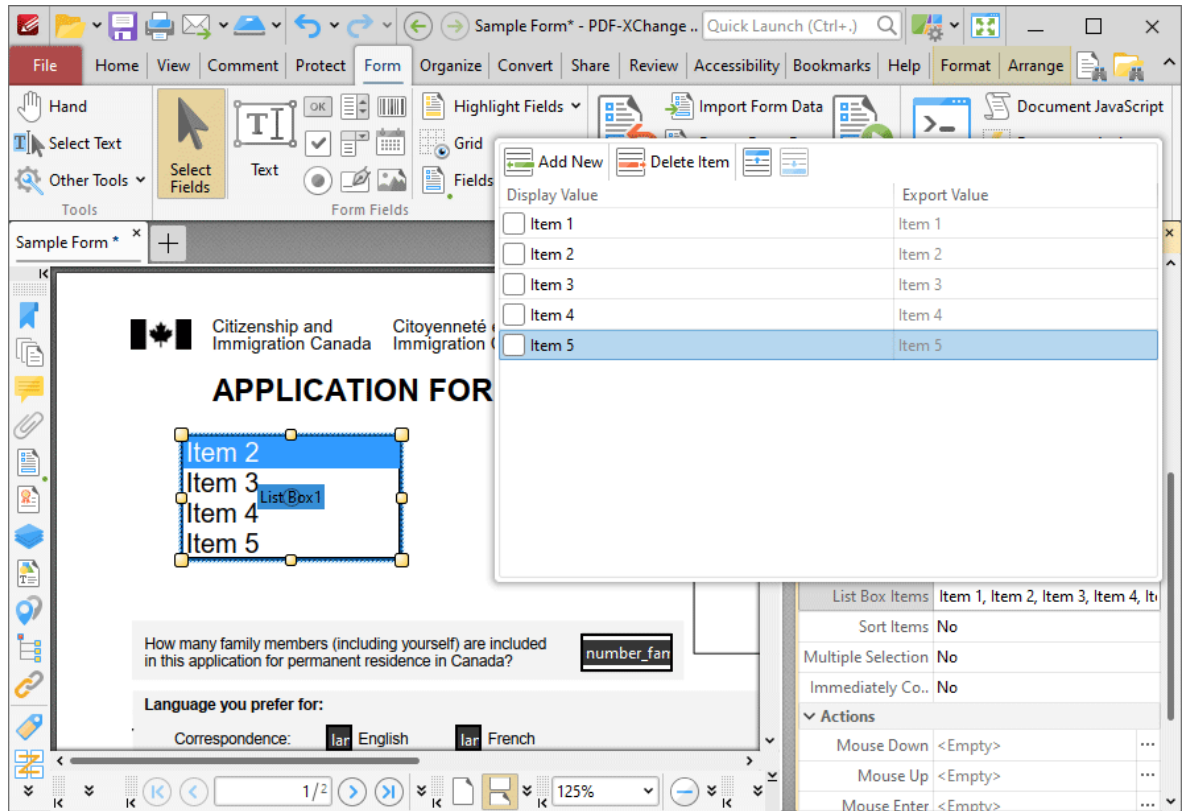 Sample Form* - PDF-XChange ..
Quick Launch (Ctrl+.)
File Home View Comment Protect Form Organize Convert Share Review Accessibility Bookmarks Help Format Arrange
Hand
Select Text
Other Tools
Tools
Select Fields
Text
OK
Form Fields
Highlight Fields
Grid
Fields
Import Form Data
Document JavaScript
Sample Form *
Add New
Delete Item
Display Value Export Value
Item 1 Item 1
Item 2 Item 2
Item 3 Item 3
Item 4 Item 4
Item 5 Item 5
Citizenship and Citoyenneté
Immigration Canada Immigration
APPLICATION FOR
Item 2
Item 3
List Box1
Item 4
Item 5
How many family members (including yourself) are included
in this application for permanent residence in Canada?
number_fam
Language you prefer for:
Correspondence: lar English lar French
List Box Items Item 1, Item 2, Item 3, Item 4, Ite
Sort Items No
Multiple Selection No
Immediately Co.. No
Actions
Mouse Down <Empty>
Mouse Up <Empty>
Mouse Enter <Empty>
1/2
125%